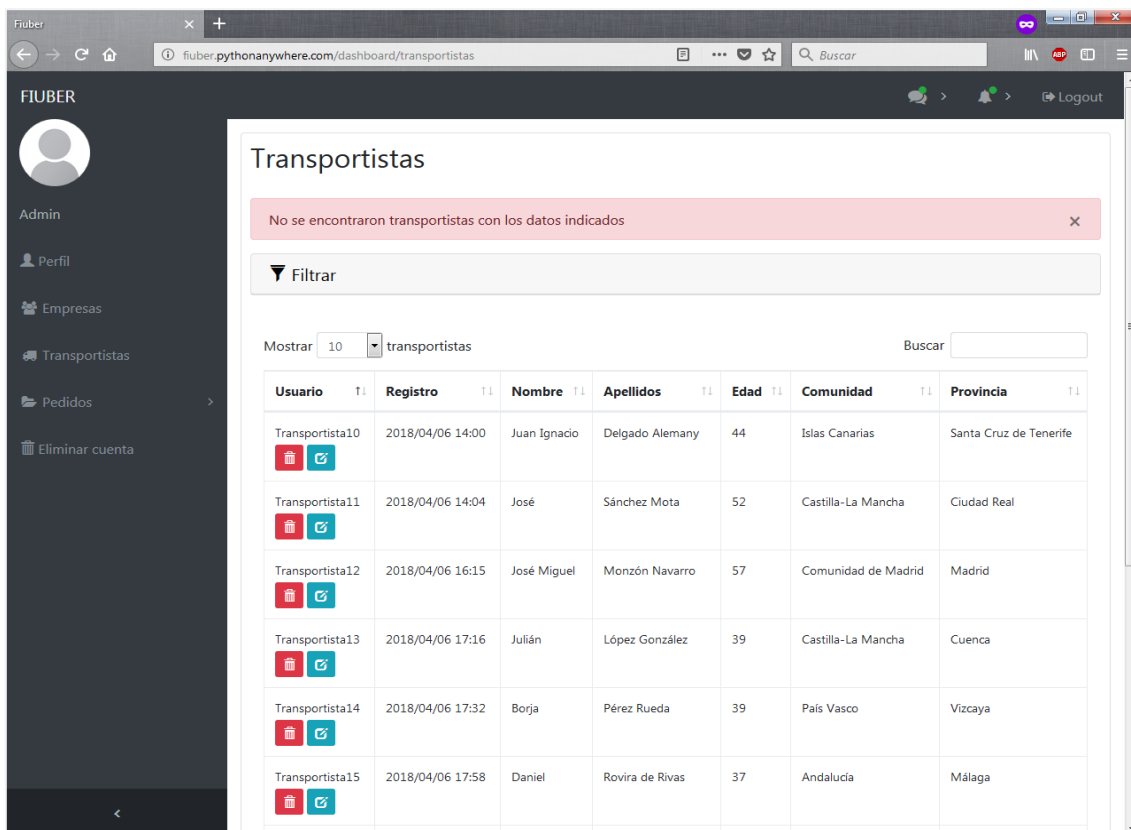 Fiuber
fiuber.pythonanywhere.com/dashboard/transportistas
Buscar
ABP
FIUBER
Logout
Admin
Perfil
Empresas
Transportistas
Pedidos
Eliminar cuenta
Transportistas
No se encontraron transportistas con los datos indicados ×
Filtrar
Mostrar 10 transportistas Buscar
Usuario Registro Nombre Apellidos Edad Comunidad Provincia
Transportista10 2018/04/06 14:00 Juan Ignacio Delgado Alemany 44 Islas Canarias Santa Cruz de Tenerife
Transportista11 2018/04/06 14:04 José Sánchez Mota 52 Castilla-La Mancha Ciudad Real
Transportista12 2018/04/06 16:15 José Miguel Monzón Navarro 57 Comunidad de Madrid Madrid
Transportista13 2018/04/06 17:16 Julián López González 39 Castilla-La Mancha Cuenca
Transportista14 2018/04/06 17:32 Borja Pérez Rueda 39 País Vasco Vizcaya
Transportista15 2018/04/06 17:58 Daniel Rovira de Rivas 37 Andalucía Málaga